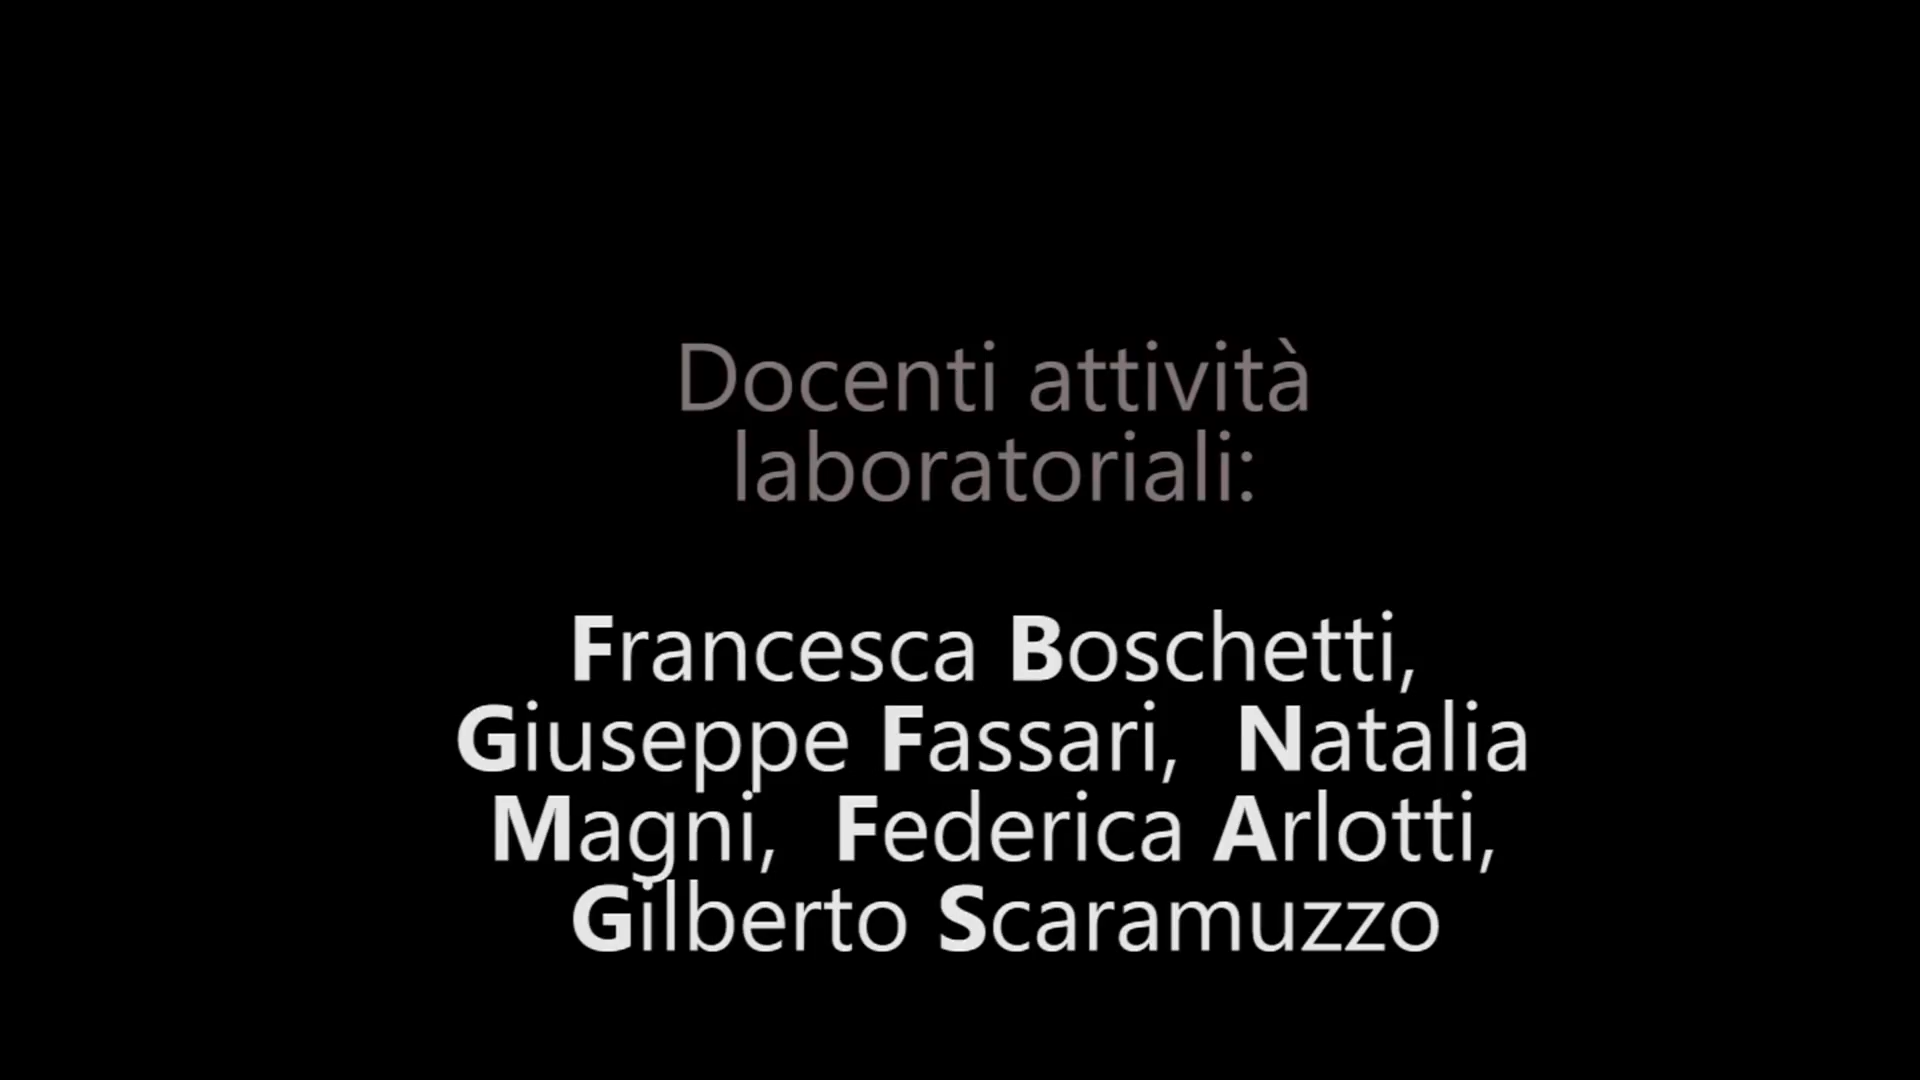 Docenti attività
laboratoriali:
Francesca Boschetti,
Giuseppe Fassari,  Natalia
Magni,  Federica Arlotti,
Gilberto Scaramuzzo